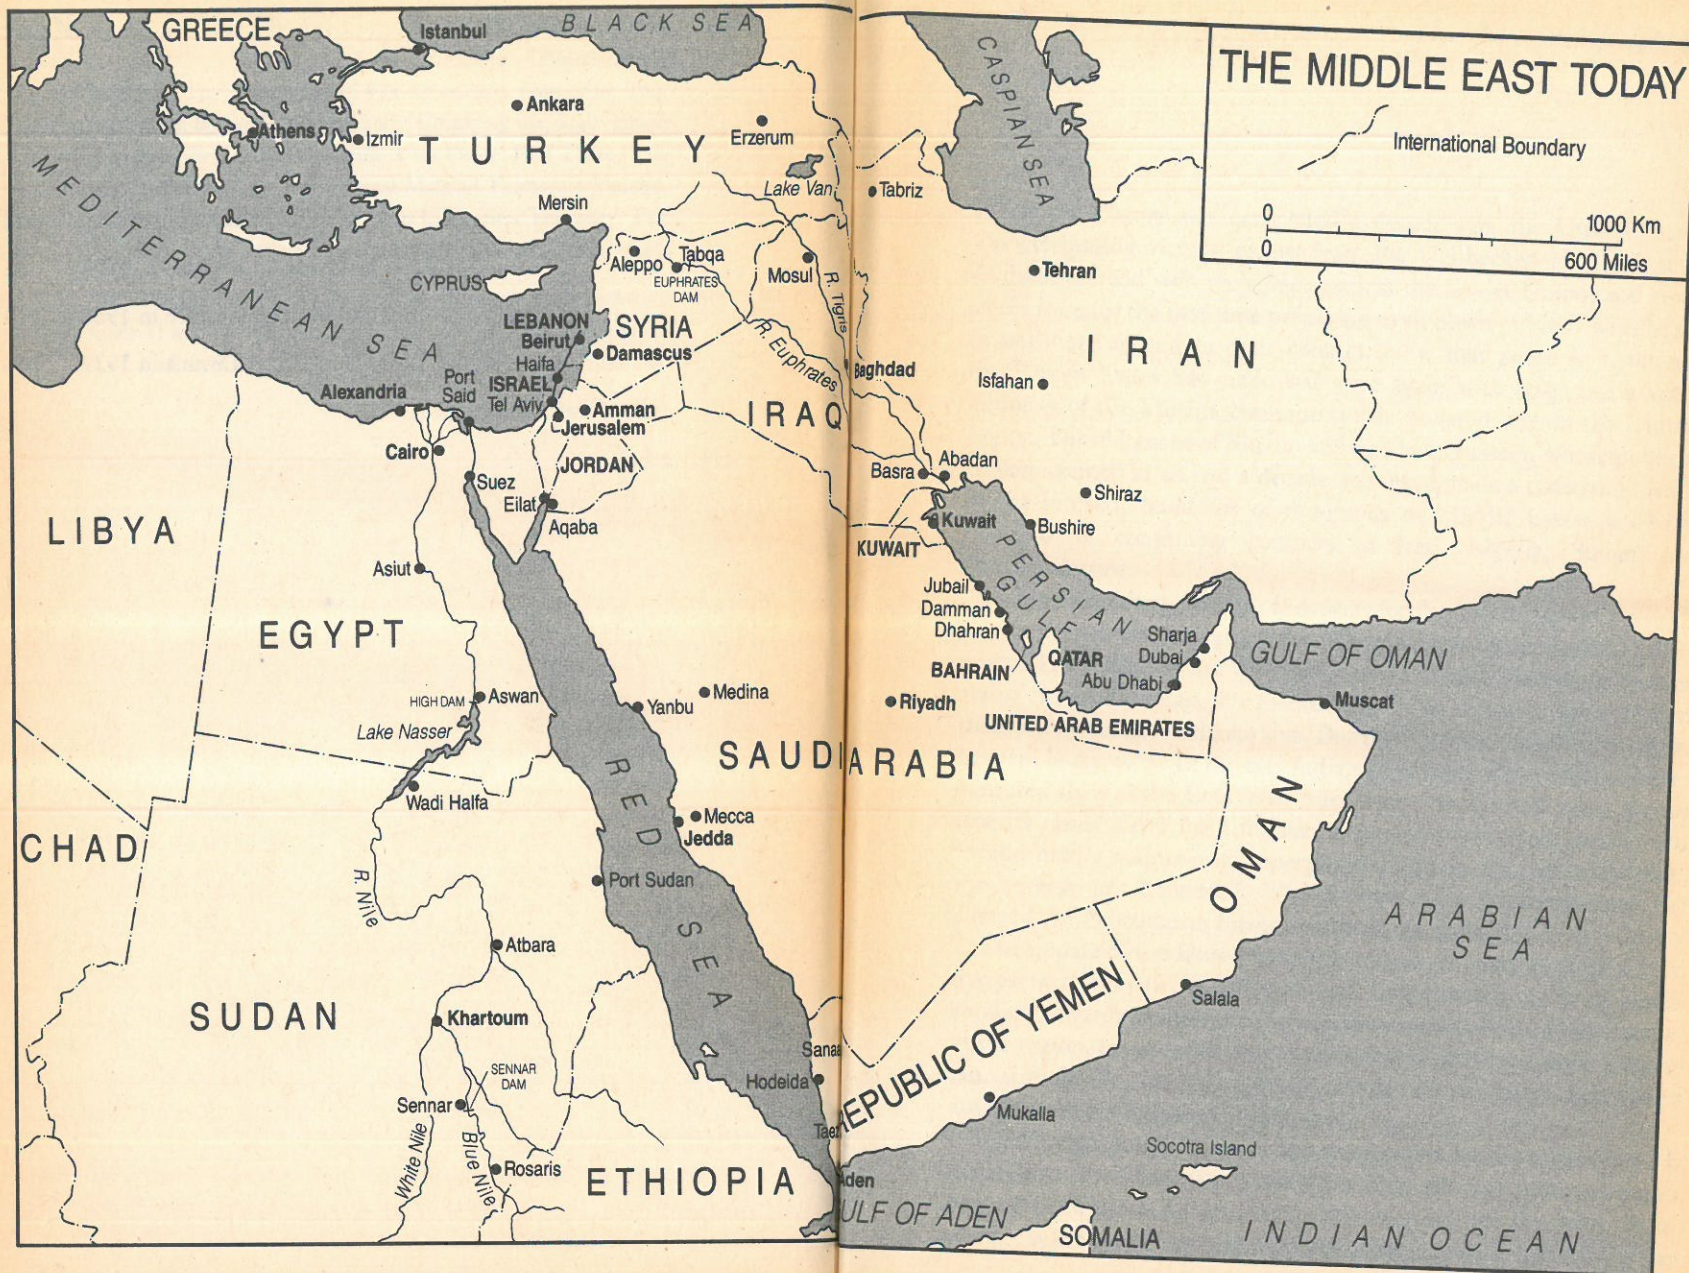 THE MIDDLE EAST TODAY
International Boundary
0 1000 Km
0 600 Miles
GREECE
Istanbul
BLACK SEA
CASPIAN SEA
Athens
Izmir
Ankara
TURKEY
Erzerum
Lake Van
Tabriz
Mersin
MEDITERRANEAN SEA
CYPRUS
Aleppo
Tabqa
EUPHRATES
DAM
Mosul
R. Tigris
Tehran
LEBANON
Beirut
SYRIA
Damascus
R. Euphrates
Baghdad
IRAN
Isfahan
Haifa
ISRAEL
Tel Aviv
Port
Said
Alexandria
Amman
Jerusalem
IRAQ
Cairo
JORDAN
Suez
Eilat
Aqaba
Basra
Abadan
Shiraz
Kuwait
KUWAIT
Bushire
PERSIAN
GULF
LIBYA
Asiut
EGYPT
Jubail
Damman
Dhahran
BAHRAIN
QATAR
Sharja
Dubai
Abu Dhabi
GULF OF OMAN
Muscat
UNITED ARAB EMIRATES
HIGH DAM
Aswan
Lake Nasser
Yanbu
Medina
Riyadh
SAUDI ARABIA
Wadi Halfa
RED SEA
Mecca
Jedda
OMAN
CHAD
R. Nile
Port Sudan
Atbara
ARABIAN
SEA
SUDAN
Khartoum
Salala
REPUBLIC OF YEMEN
Sanaa
Hodeida
SENNAR
DAM
Sennar
Mukalla
White Nile
Blue Nile
Rosaris
ETHIOPIA
Aden
Socotra Island
ULF OF ADEN
SOMALIA
INDIAN OCEAN